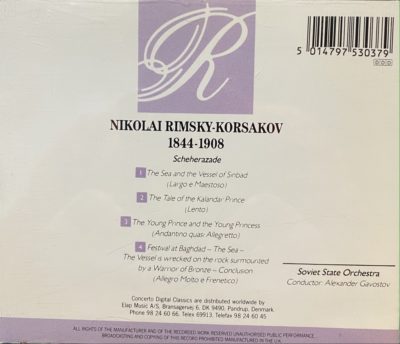 R
5 014797 530379
DDD
NIKOLAI RIMSKY-KORSAKOV
1844-1908
Scheherazade
1 The Sea and the Vessel of Sinbad
(Largo e Maestoso)
2 The Tale of the Kalandar Prince
(Lento)
3 The Young Prince and the Young Princess
(Andantino quasi Allegretto)
4 Festival at Baghdad – The Sea –
The Vessel is wrecked on the rock surmounted
by a Warrior of Bronze – Conclusion
(Allegro Molto e Frenetico)
Soviet State Orchestra
Conductor: Alexander Gavostov
Concerto Digital Classics are distributed worldwide by
Elap Music A/S, Bransagervej 6, DK 9490, Pandrup, Denmark.
Phone 98 24 60 66. Telex 69913. Telefax 98 24 60 45
ALL RIGHTS OF THE MANUFACTURER AND OF THE RECORDED WORK RESERVED UNAUTHORISED PUBLIC PERFORMANCE,
BROADCASTING AND COPYING OF THIS RECORD PROHIBITED MANUFACTURED IN THE U.K.